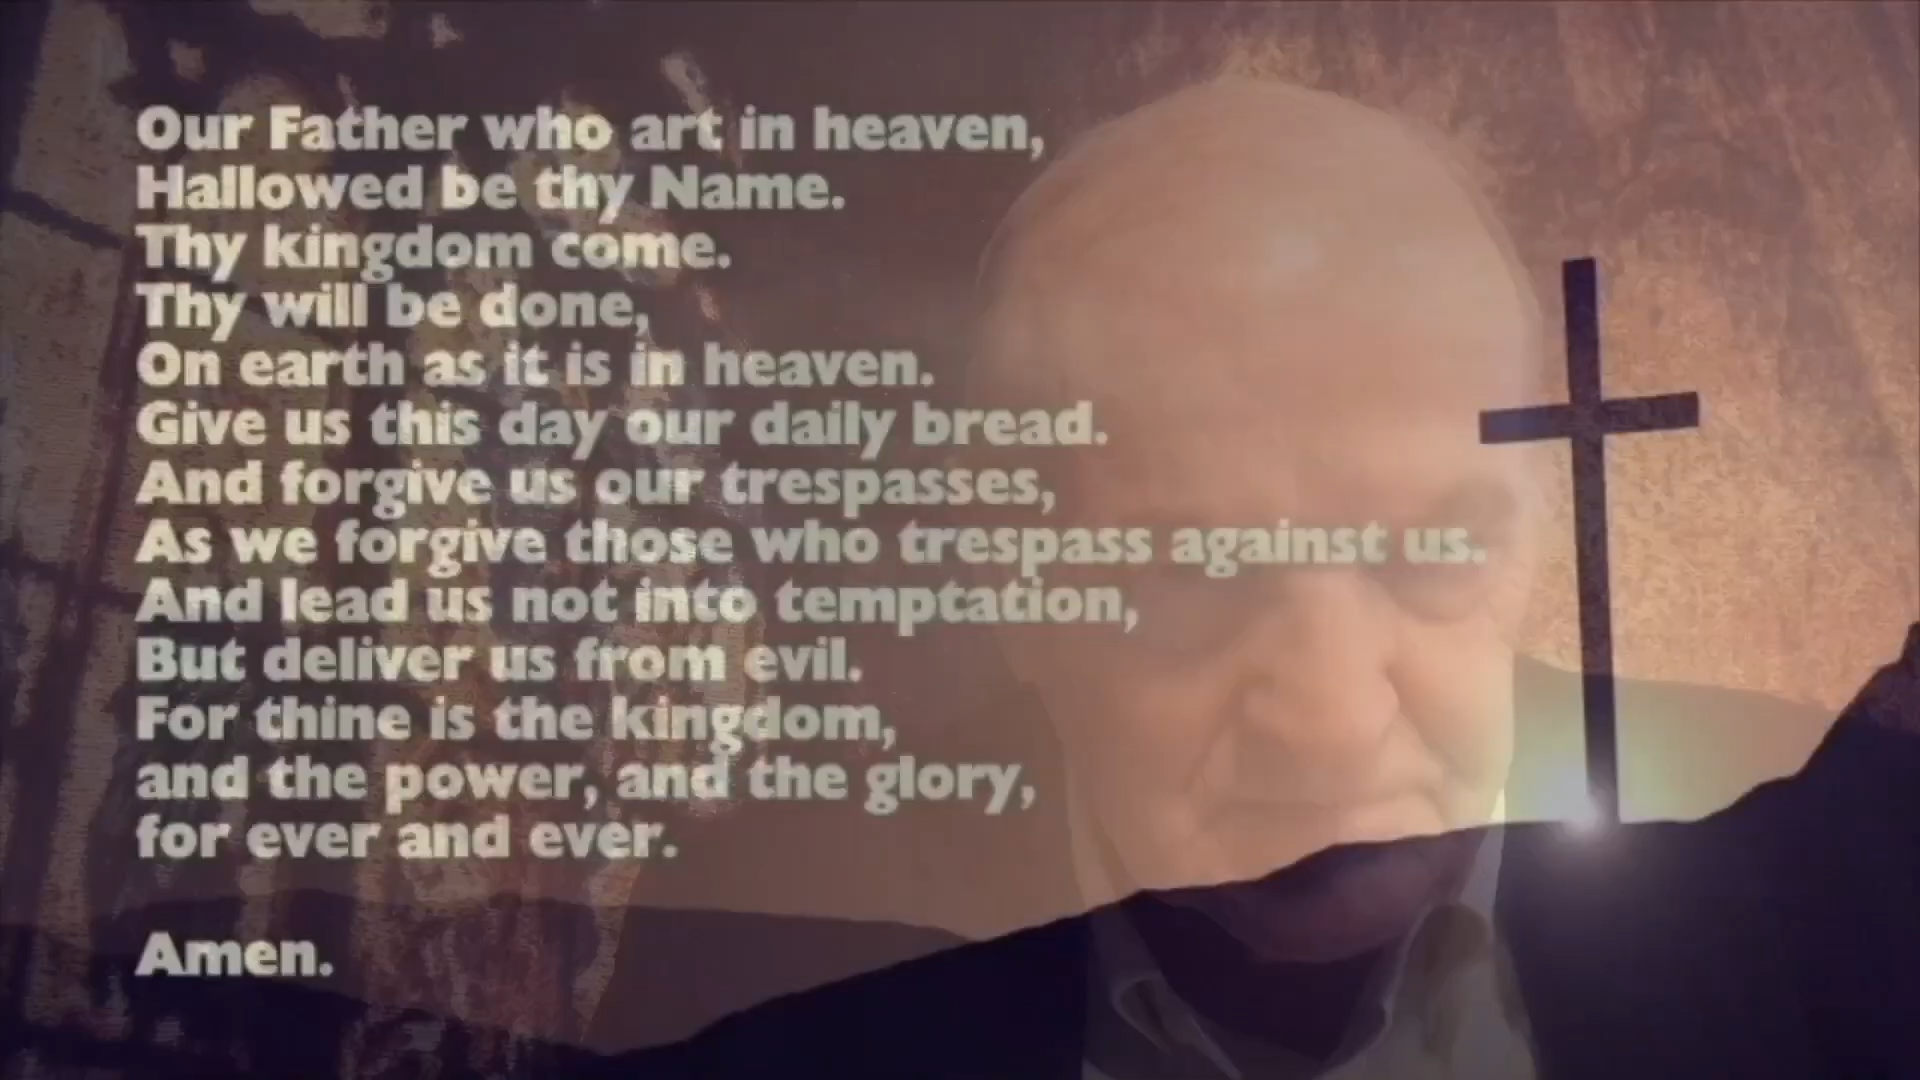 Our Father who art in heaven,
Hallowed be thy Name.
Thy kingdom come.
Thy will be done,
On earth as it is in heaven.
Give us this day our daily bread.
And forgive us our trespasses,
As we forgive those who trespass against us.
And lead us not into temptation,
But deliver us from evil.
For thine is the kingdom,
and the power, and the glory,
for ever and ever.
Amen.